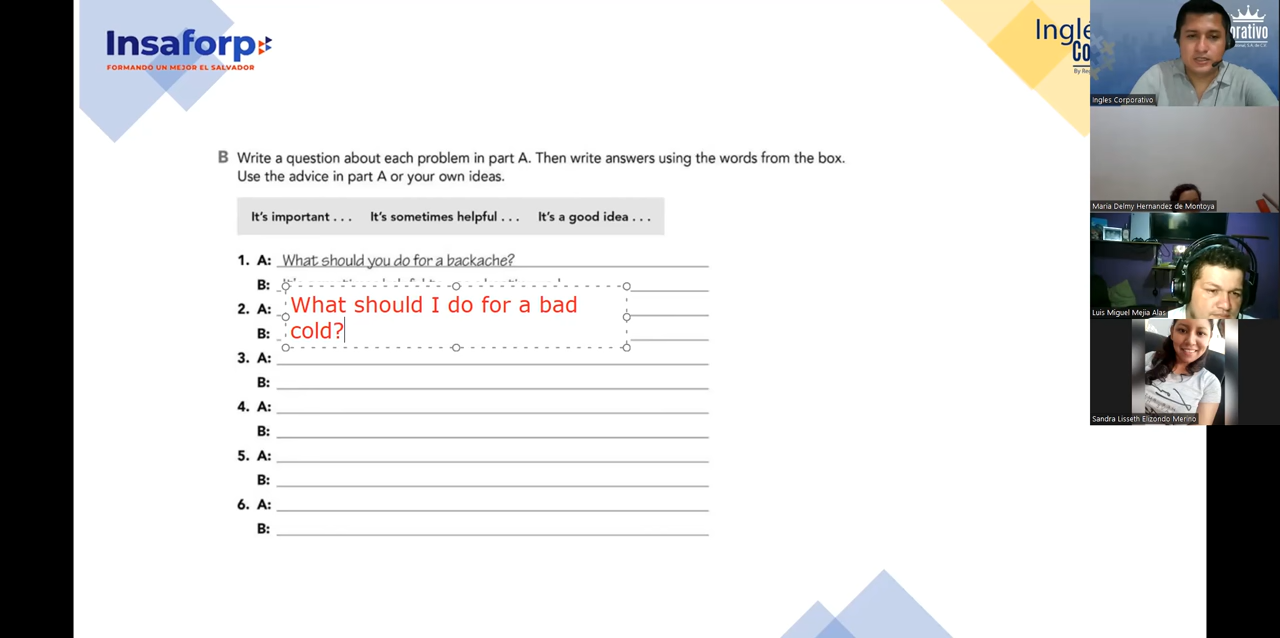 Insaforp
FORMANDO UN MEJOR EL SALVADOR
B Write a question about each problem in part A. Then write answers using the words from the box.
Use the advice in part A or your own ideas.
It's important . . . It's sometimes helpful . . . It's a good idea . . .
1. A: What should you do for a backache?
B:
2. A: What should I do for a bad
B: cold?
3. A:
B:
4. A:
B:
5. A:
B:
6. A:
B:
Ingles Corporativo
Maria Delmy Hernandez de Montoya
Luis Miguel Mejia Alas
Sandra Lisseth Elizondo Merino